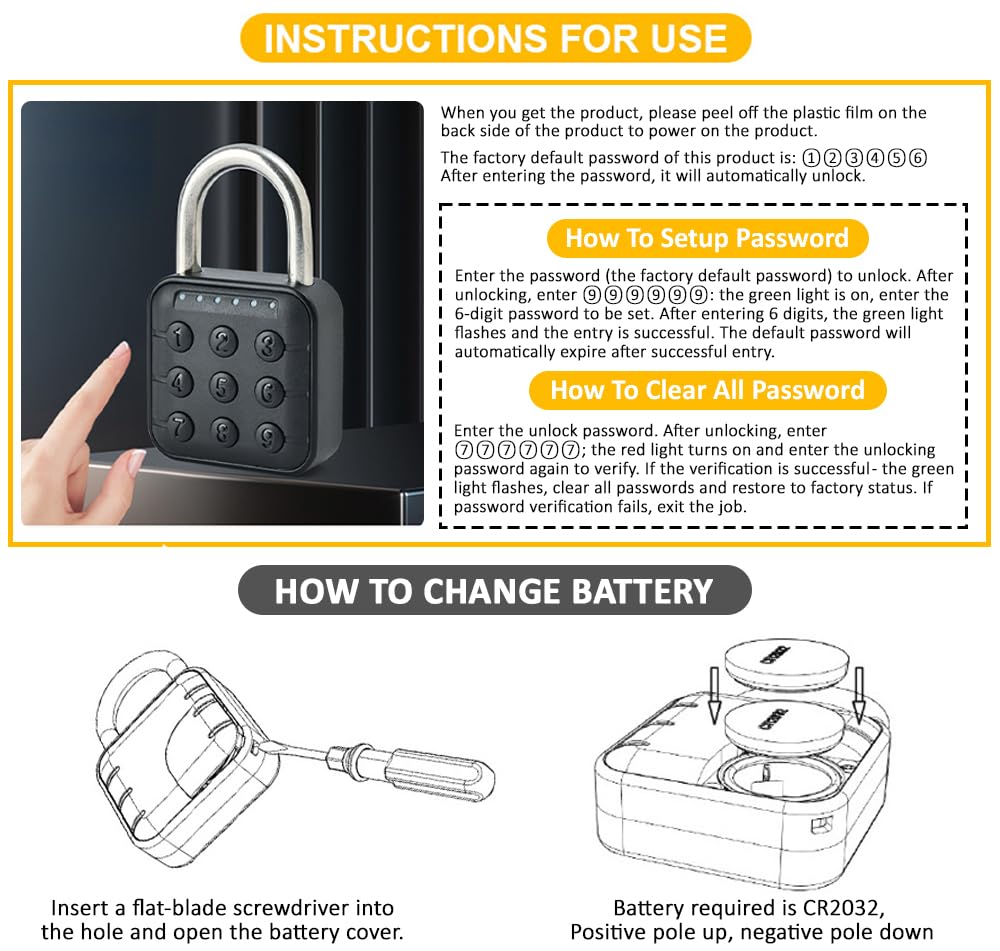 INSTRUCTIONS FOR USE
When you get the product, please peel off the plastic film on the
back side of the product to power on the product.
The factory default password of this product is: ①②③④⑤⑥
After entering the password, it will automatically unlock.
How To Setup Password
Enter the password (the factory default password) to unlock. After
unlocking, enter ⑨⑨⑨⑨⑨⑨: the green light is on, enter the
6-digit password to be set. After entering 6 digits, the green light
flashes and the entry is successful. The default password will
automatically expire after successful entry.
How To Clear All Password
Enter the unlock password. After unlocking, enter
⑦⑦⑦⑦⑦⑦; the red light turns on and enter the unlocking
password again to verify. If the verification is successful- the green
light flashes, clear all passwords and restore to factory status. If
password verification fails, exit the job.
1 2 3
4 5 6
7 8 9
HOW TO CHANGE BATTERY
CR2032
CR2032
Insert a flat-blade screwdriver into
the hole and open the battery cover.
Battery required is CR2032,
Positive pole up, negative pole down